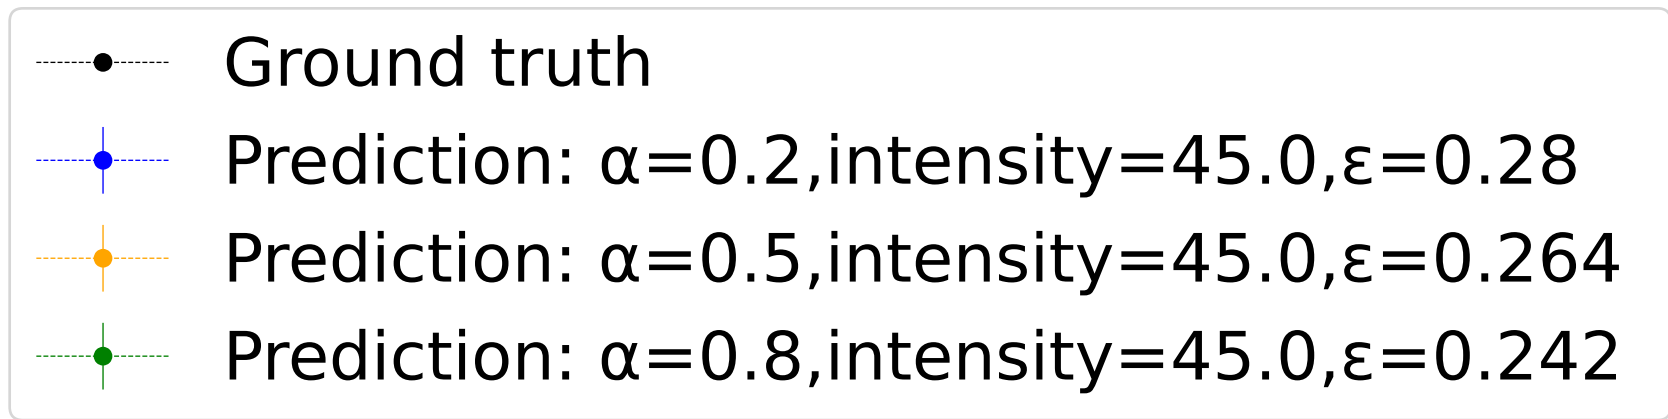 Ground truth
Prediction: α=0.2,intensity=45.0,ε=0.28
Prediction: α=0.5,intensity=45.0,ε=0.264
Prediction: α=0.8,intensity=45.0,ε=0.242